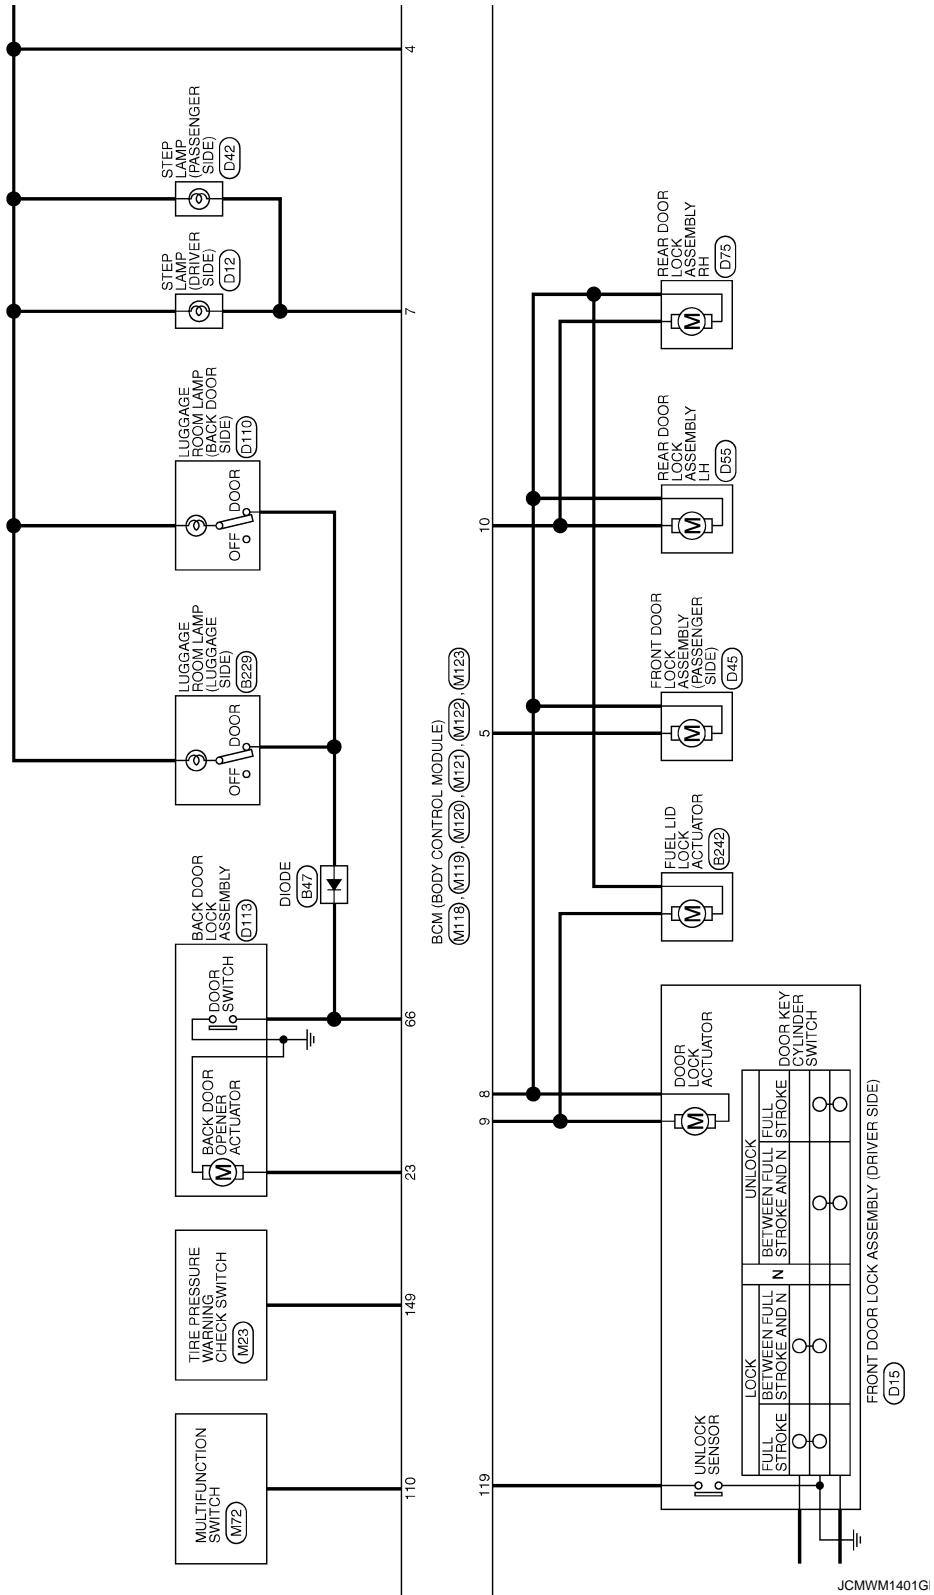 4
STEP
LAMP
(PASSENGER
SIDE)
D42
STEP
LAMP
(DRIVER
SIDE)
D12
7
LUGGAGE
ROOM LAMP
(BACK DOOR
SIDE)
D110
OFF
DOOR
LUGGAGE
ROOM LAMP
(LUGGAGE
SIDE)
B229
OFF
DOOR
DIODE
B47
BACK DOOR
LOCK
ASSEMBLY
D113
DOOR
SWITCH
BACK DOOR
OPENER
ACTUATOR
M
66
23
TIRE PRESSURE
WARNING
CHECK SWITCH
M23
149
MULTIFUNCTION
SWITCH
M72
110
BCM (BODY CONTROL MODULE)
M118 , M119 , M120 , M121 , M122 , M123
REAR DOOR
LOCK
ASSEMBLY
RH
D75
M
10
REAR DOOR
LOCK
ASSEMBLY
LH
D55
M
5
FRONT DOOR
LOCK
ASSEMBLY
(PASSENGER
SIDE)
D45
M
FUEL LID
LOCK
ACTUATOR
B242
M
8
9
DOOR
LOCK
ACTUATOR
M
DOOR KEY
CYLINDER
SWITCH
LOCK
FULL
STROKE
BETWEEN FULL
STROKE AND N
N
UNLOCK
BETWEEN FULL
STROKE AND N
FULL
STROKE
119
UNLOCK
SENSOR
FRONT DOOR LOCK ASSEMBLY (DRIVER SIDE)
D15